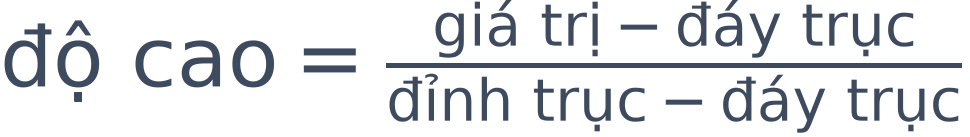 độ cao = giá trị − đáy trục
đỉnh trục − đáy trục